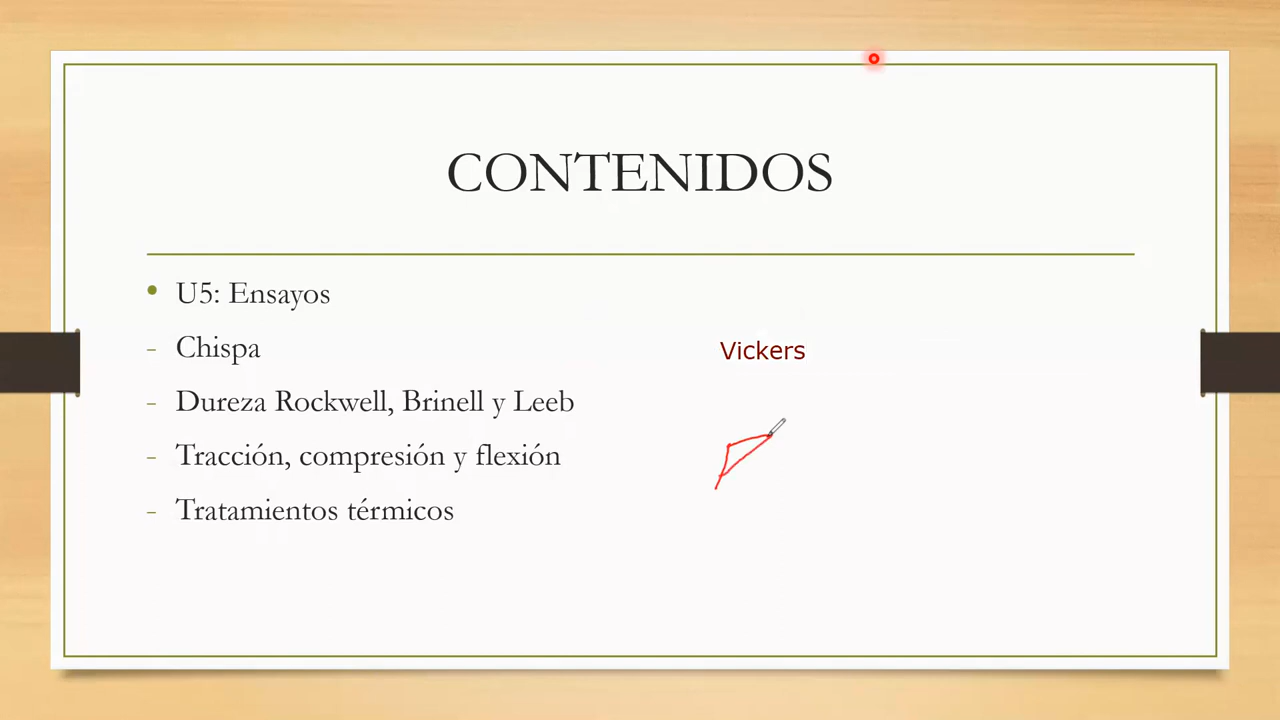 CONTENIDOS
• U5: Ensayos
- Chispa
Vickers
- Dureza Rockwell, Brinell y Leeb
- Tracción, compresión y flexión
- Tratamientos térmicos